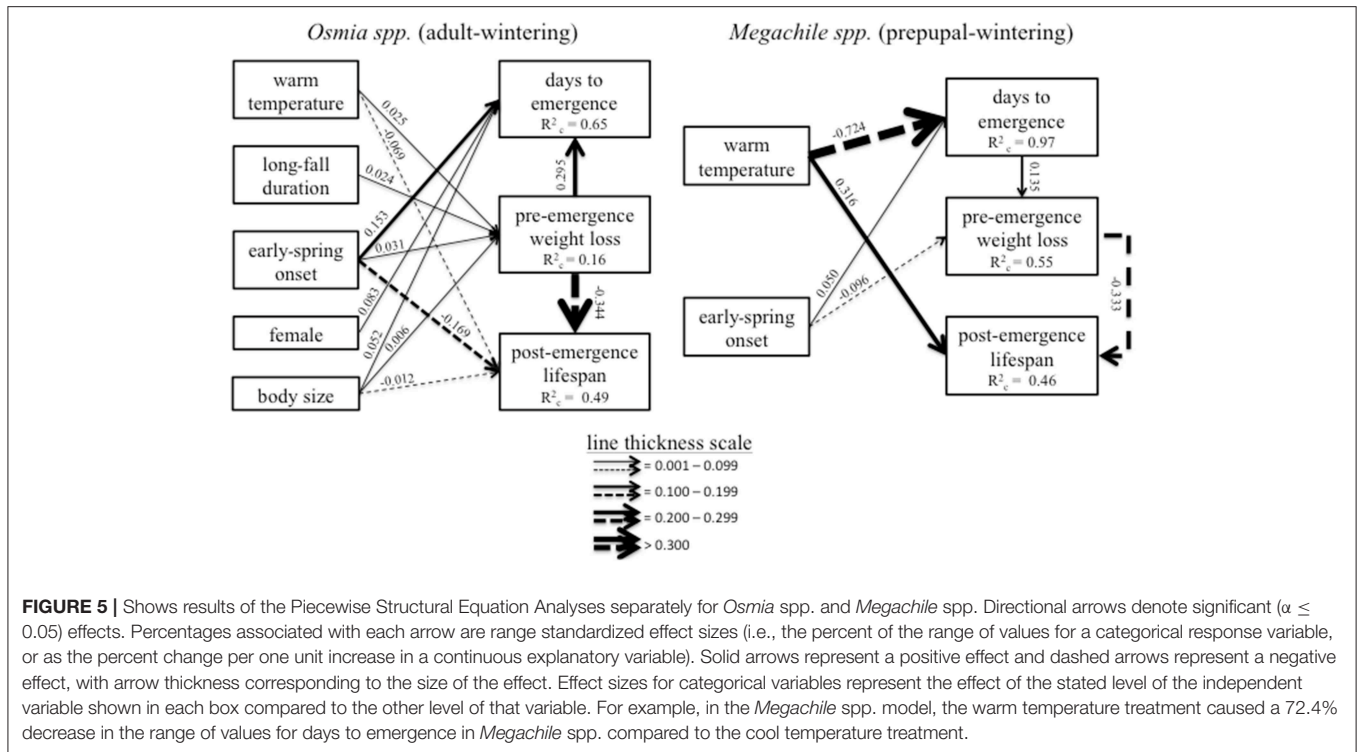 Osmia spp. (adult-wintering)
warm
temperature
long-fall
duration
early-spring
onset
female
body size
0.025
-0.069
0.024
0.153
0.031
0.083
-0.169
0.052
0.006
-0.012
days to
emergence
R²c = 0.65
0.295
pre-emergence
weight loss
R²c = 0.16
-0.344
post-emergence
lifespan
R²c = 0.49
Megachile spp. (prepupal-wintering)
warm
temperature
early-spring
onset
-0.724
0.316
0.050
-0.096
days to
emergence
R²c = 0.97
0.135
pre-emergence
weight loss
R²c = 0.55
-0.333
post-emergence
lifespan
R²c = 0.46
line thickness scale
= 0.001 – 0.099
= 0.100 – 0.199
= 0.200 – 0.299
> 0.300
FIGURE 5 | Shows results of the Piecewise Structural Equation Analyses separately for Osmia spp. and Megachile spp. Directional arrows denote significant (α ≤
0.05) effects. Percentages associated with each arrow are range standardized effect sizes (i.e., the percent of the range of values for a categorical response variable,
or as the percent change per one unit increase in a continuous explanatory variable). Solid arrows represent a positive effect and dashed arrows represent a negative
effect, with arrow thickness corresponding to the size of the effect. Effect sizes for categorical variables represent the effect of the stated level of the independent
variable shown in each box compared to the other level of that variable. For example, in the Megachile spp. model, the warm temperature treatment caused a 72.4%
decrease in the range of values for days to emergence in Megachile spp. compared to the cool temperature treatment.